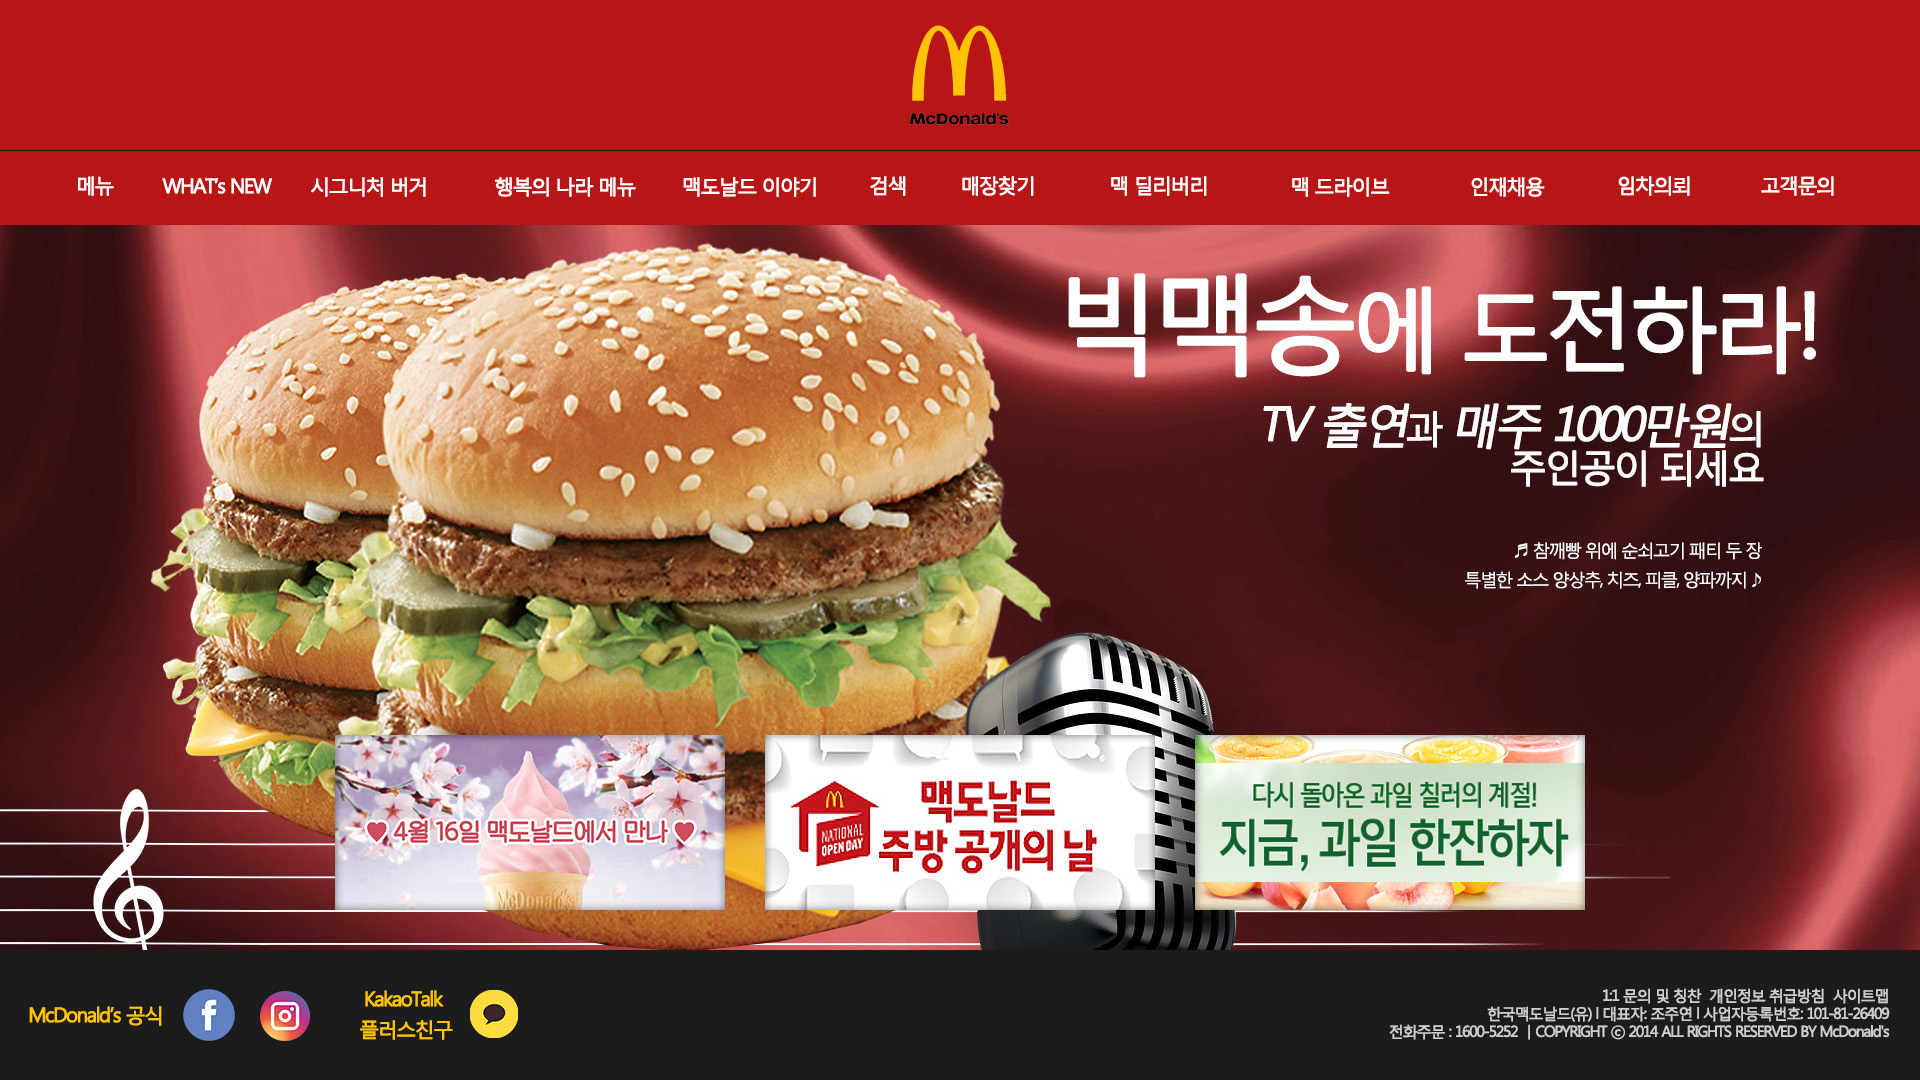 McDonald's
메뉴 WHAT's NEW 시그니처 버거 행복의 나라 메뉴 맥도날드 이야기 검색 매장찾기 맥 딜리버리 맥 드라이브 인재채용 임차의뢰 고객문의
빅맥송에 도전하라!
TV 출연과 매주 1000만원의
주인공이 되세요
♬ 참깨빵 위에 순쇠고기 패티 두 장
특별한 소스 양상추, 치즈, 피클, 양파까지 ♪
♥ 4월 16일 맥도날드에서 만나 ♥
McDonald's
NATIONAL
OPEN DAY
맥도날드
주방 공개의 날
다시 돌아온 과일 칠러의 계절!
지금, 과일 한잔하자
McDonald's 공식
KakaoTalk
플러스친구
1:1 문의 및 칭찬 개인정보 취급방침 사이트맵
한국맥도날드(유) l 대표자: 조주연 l 사업자등록번호: 101-81-26409
전화주문 : 1600-5252 | COPYRIGHT ⓒ 2014 ALL RIGHTS RESERVED BY McDonald's